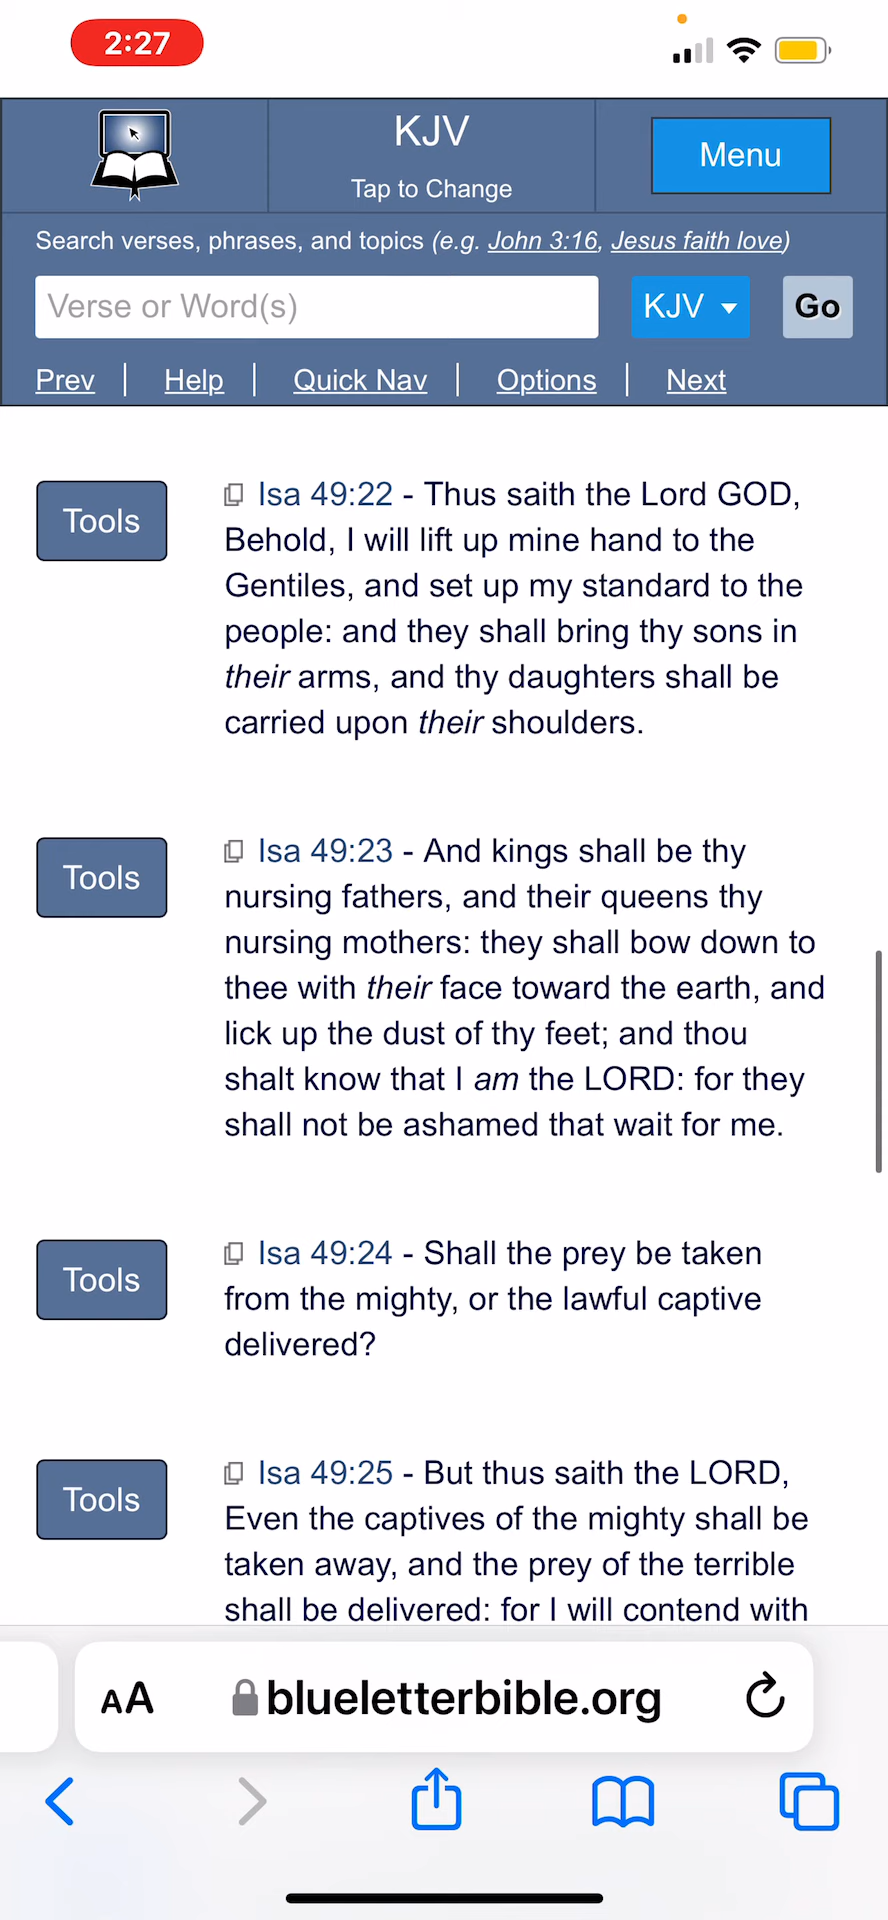 2:27
KJV
Tap to Change
Menu
Search verses, phrases, and topics (e.g. John 3:16, Jesus faith love)
Verse or Word(s)
KJV
Go
Prev | Help | Quick Nav | Options | Next
Tools
Isa 49:22 - Thus saith the Lord GOD,
Behold, I will lift up mine hand to the
Gentiles, and set up my standard to the
people: and they shall bring thy sons in
their arms, and thy daughters shall be
carried upon their shoulders.
Tools
Isa 49:23 - And kings shall be thy
nursing fathers, and their queens thy
nursing mothers: they shall bow down to
thee with their face toward the earth, and
lick up the dust of thy feet; and thou
shalt know that I am the LORD: for they
shall not be ashamed that wait for me.
Tools
Isa 49:24 - Shall the prey be taken
from the mighty, or the lawful captive
delivered?
Tools
Isa 49:25 - But thus saith the LORD,
Even the captives of the mighty shall be
taken away, and the prey of the terrible
shall be delivered: for I will contend with
AA
blueletterbible.org